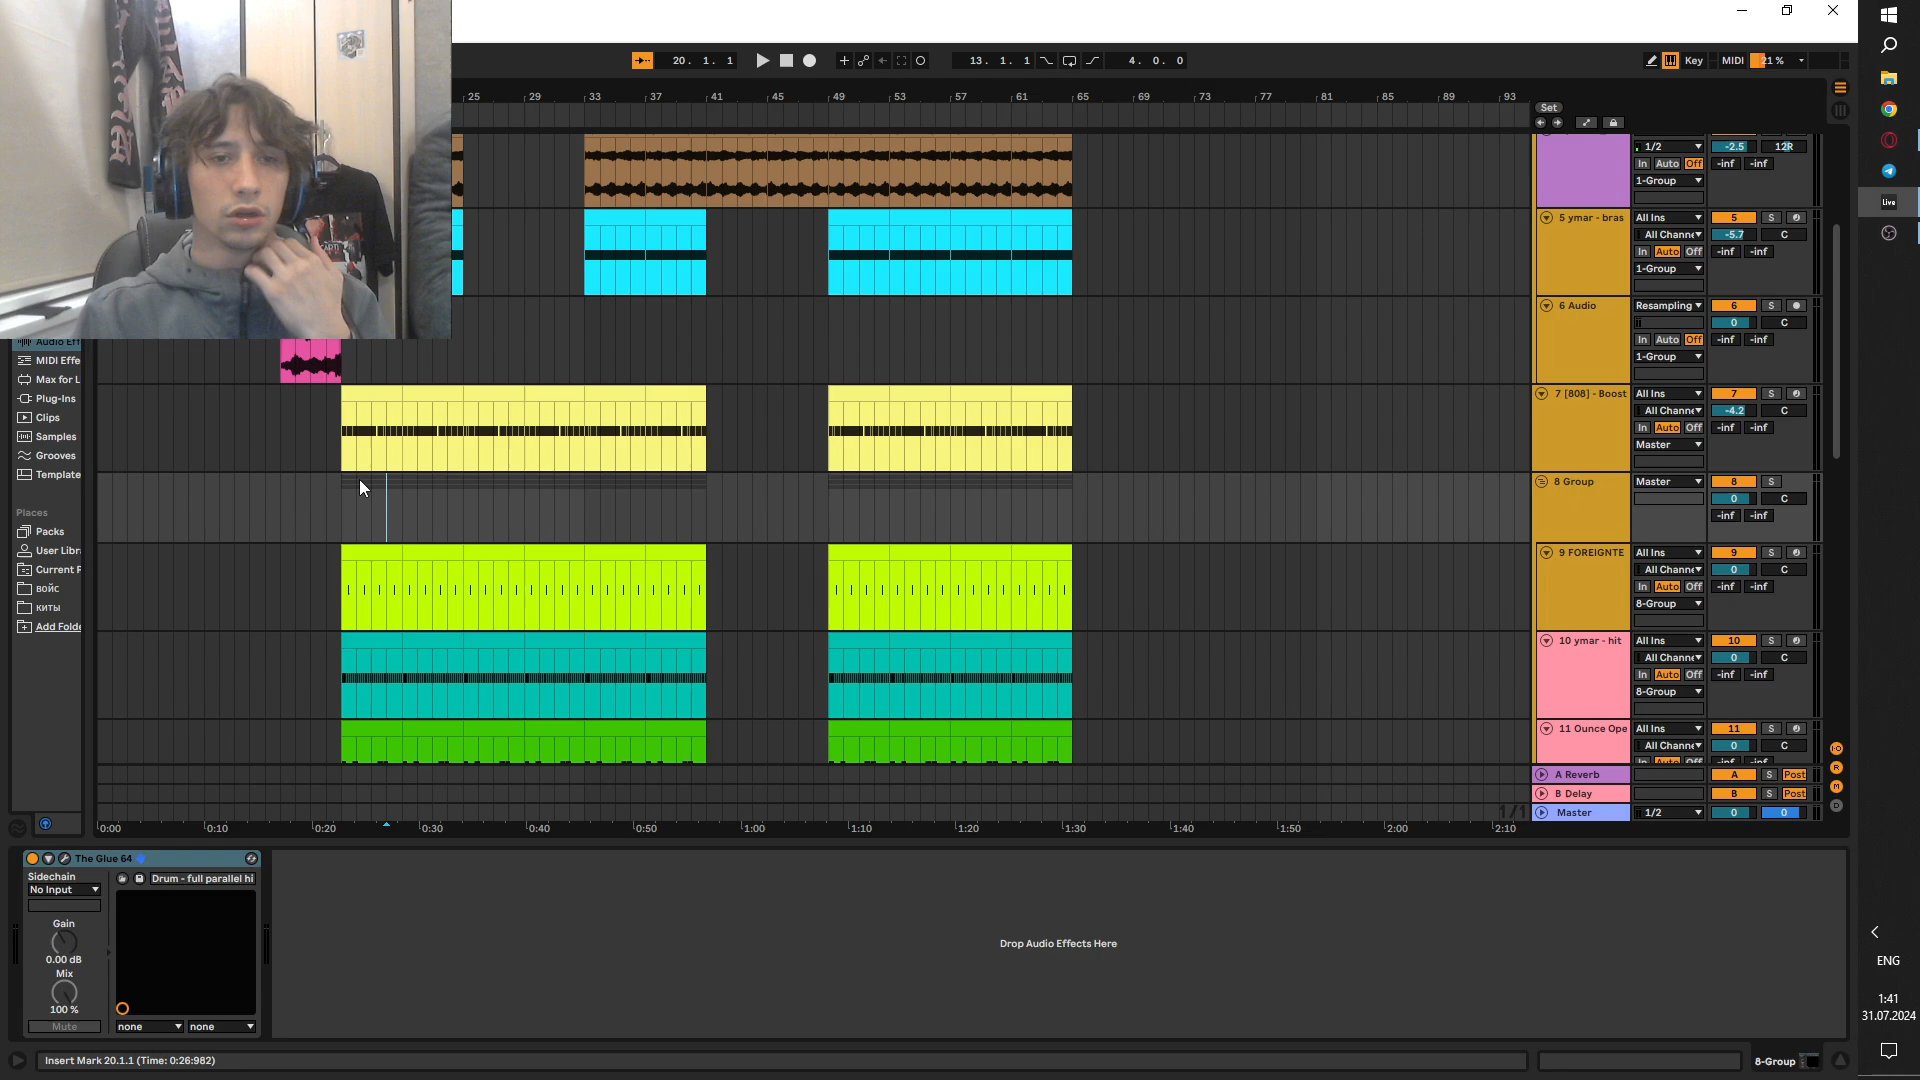 20. 1. 1
13. 1. 1
4. 0. 0
Key
MIDI
21 %
25 29 33 37 41 45 49 53 57 61 65 69 73 77 81 85 89 93
Set
1/2 -2.5 12R
In Auto Off -inf -inf
1-Group
5 ymar - bras All Ins 5 S
All Channe -5.7 C
In Auto Off -inf -inf
1-Group
6 Audio Resampling 6 S
0 C
In Auto Off -inf -inf
1-Group
7 [808] - Boost All Ins 7 S
All Channe -4.2 C
In Auto Off -inf -inf
Master
8 Group Master 8 S
0 C
-inf -inf
9 FOREIGNTE All Ins 9 S
All Channe 0 C
In Auto Off -inf -inf
8-Group
10 ymar - hit All Ins 10 S
All Channe 0 C
In Auto Off -inf -inf
8-Group
11 Ounce Ope All Ins 11 S
All Channe 0 C
In Auto Off -inf -inf
A Reverb A S Post
B Delay B S Post
Master 1/2 0 0
1/1
0:00 0:10 0:20 0:30 0:40 0:50 1:00 1:10 1:20 1:30 1:40 1:50 2:00 2:10
Audio Eff
MIDI Effe
Max for L
Plug-Ins
Clips
Samples
Grooves
Template
Places
Packs
User Libr
Current P
войс
киты
Add Folde
The Glue 64
Sidechain
No Input
Drum - full parallel hi
Gain
0.00 dB
Mix
100 %
Mute
none none
Drop Audio Effects Here
Insert Mark 20.1.1 (Time: 0:26:982)
8-Group
Live
ENG
1:41
31.07.2024